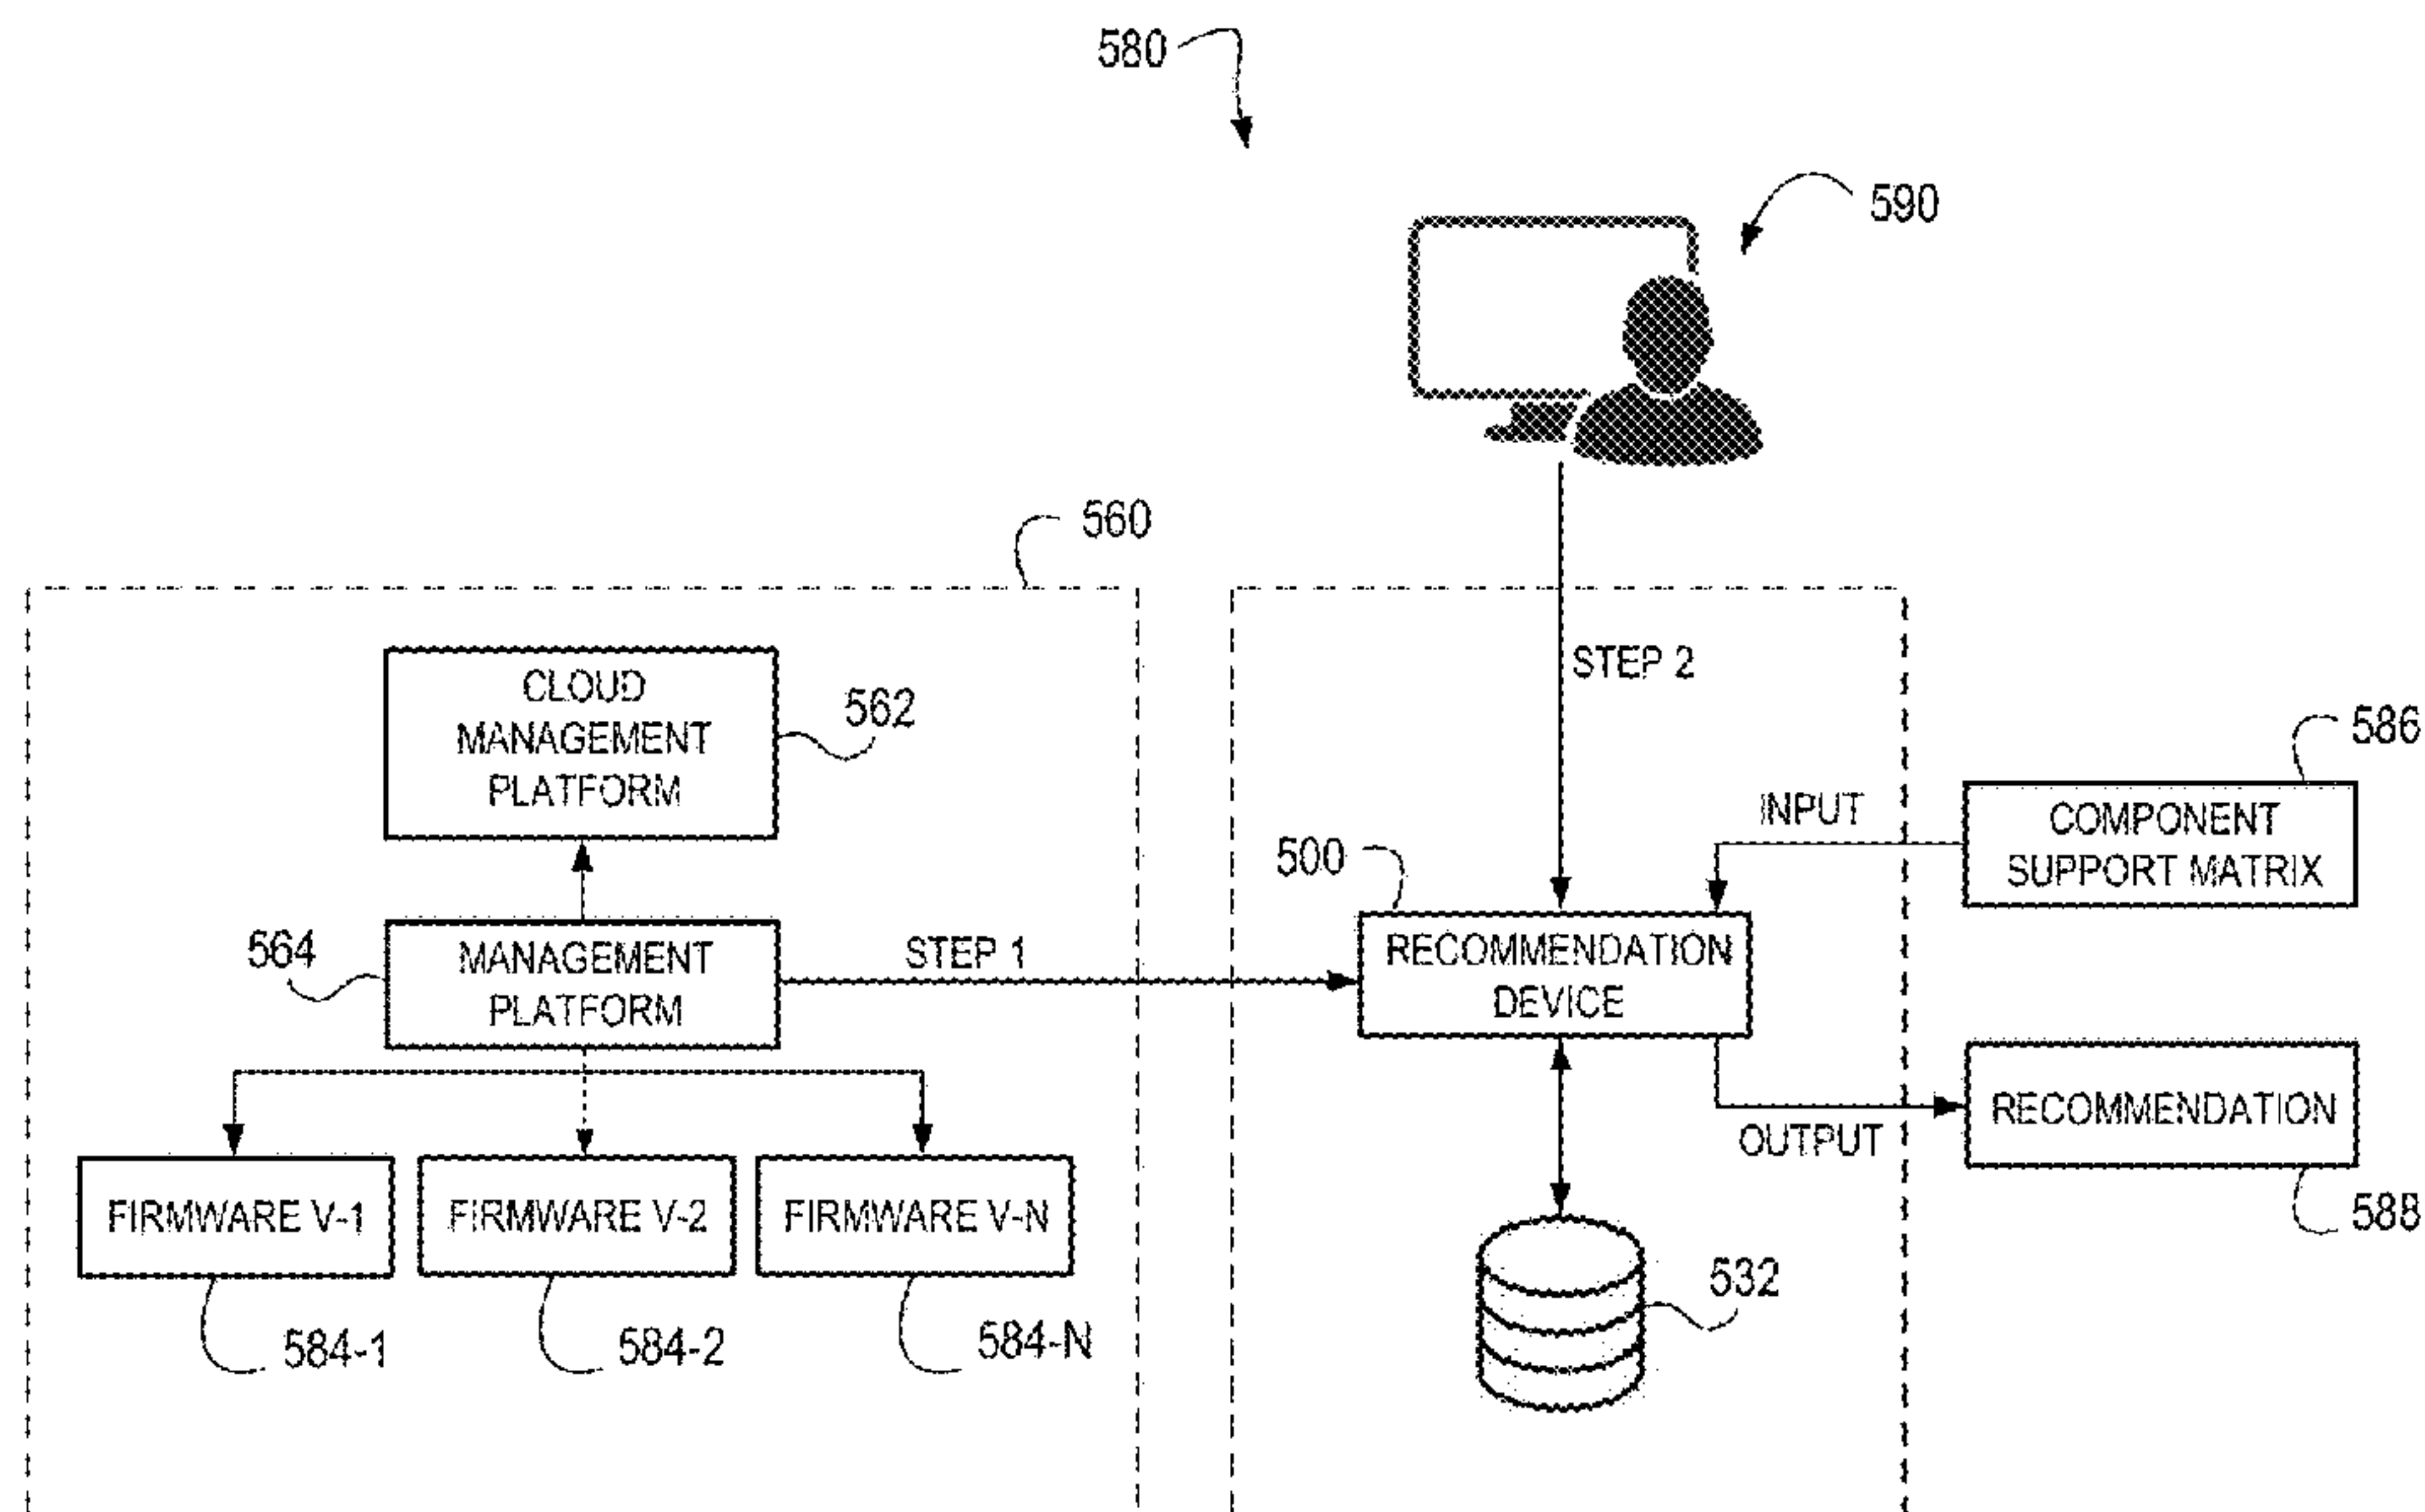 580
590
560
CLOUD
MANAGEMENT
PLATFORM
562
STEP 2
586
COMPONENT
SUPPORT MATRIX
INPUT
500
564
MANAGEMENT
PLATFORM
STEP 1
RECOMMENDATION
DEVICE
RECOMMENDATION
OUTPUT
588
FIRMWARE V-1
FIRMWARE V-2
FIRMWARE V-N
532
584-1
584-2
584-N